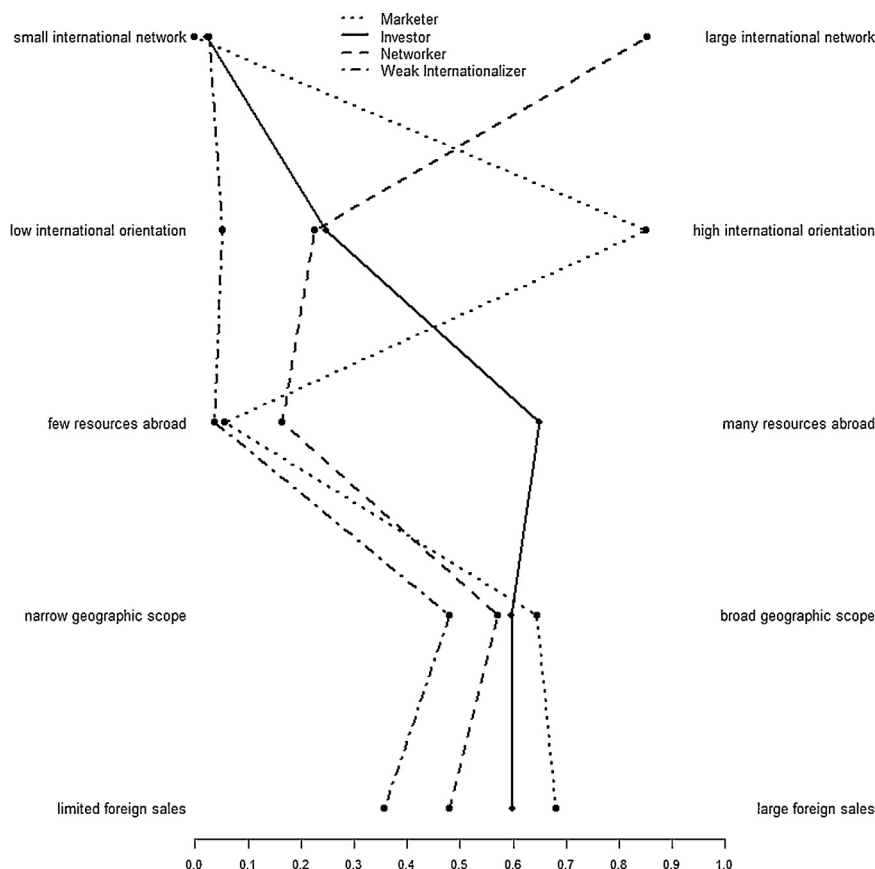 Marketer
small international network
Investor
large international network
Networker
Weak Internationalizer
low international orientation
high international orientation
few resources abroad
many resources abroad
narrow geographic scope
broad geographic scope
limited foreign sales
large foreign sales
0.0 0.1 0.2 0.3 0.4 0.5 0.6 0.7 0.8 0.9 1.0